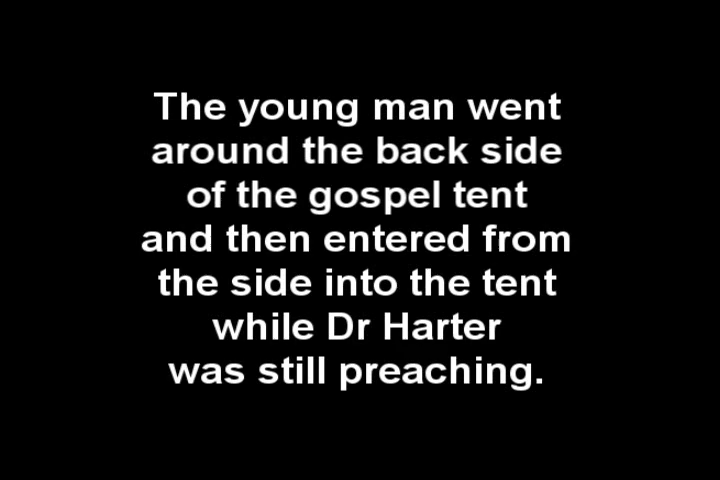 The young man went
around the back side
of the gospel tent
and then entered from
the side into the tent
while Dr Harter
was still preaching.